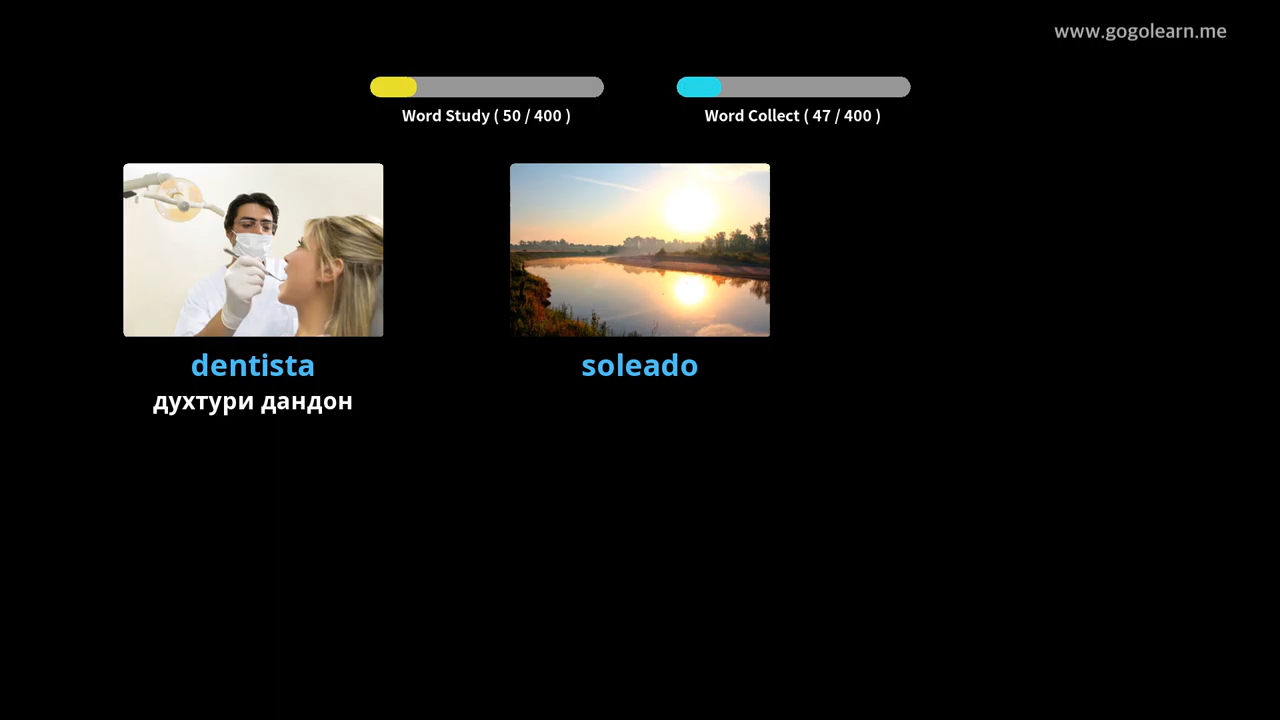 www.gogolearn.me
Word Study ( 50 / 400 )
Word Collect ( 47 / 400 )
dentista
духтури дандон
soleado